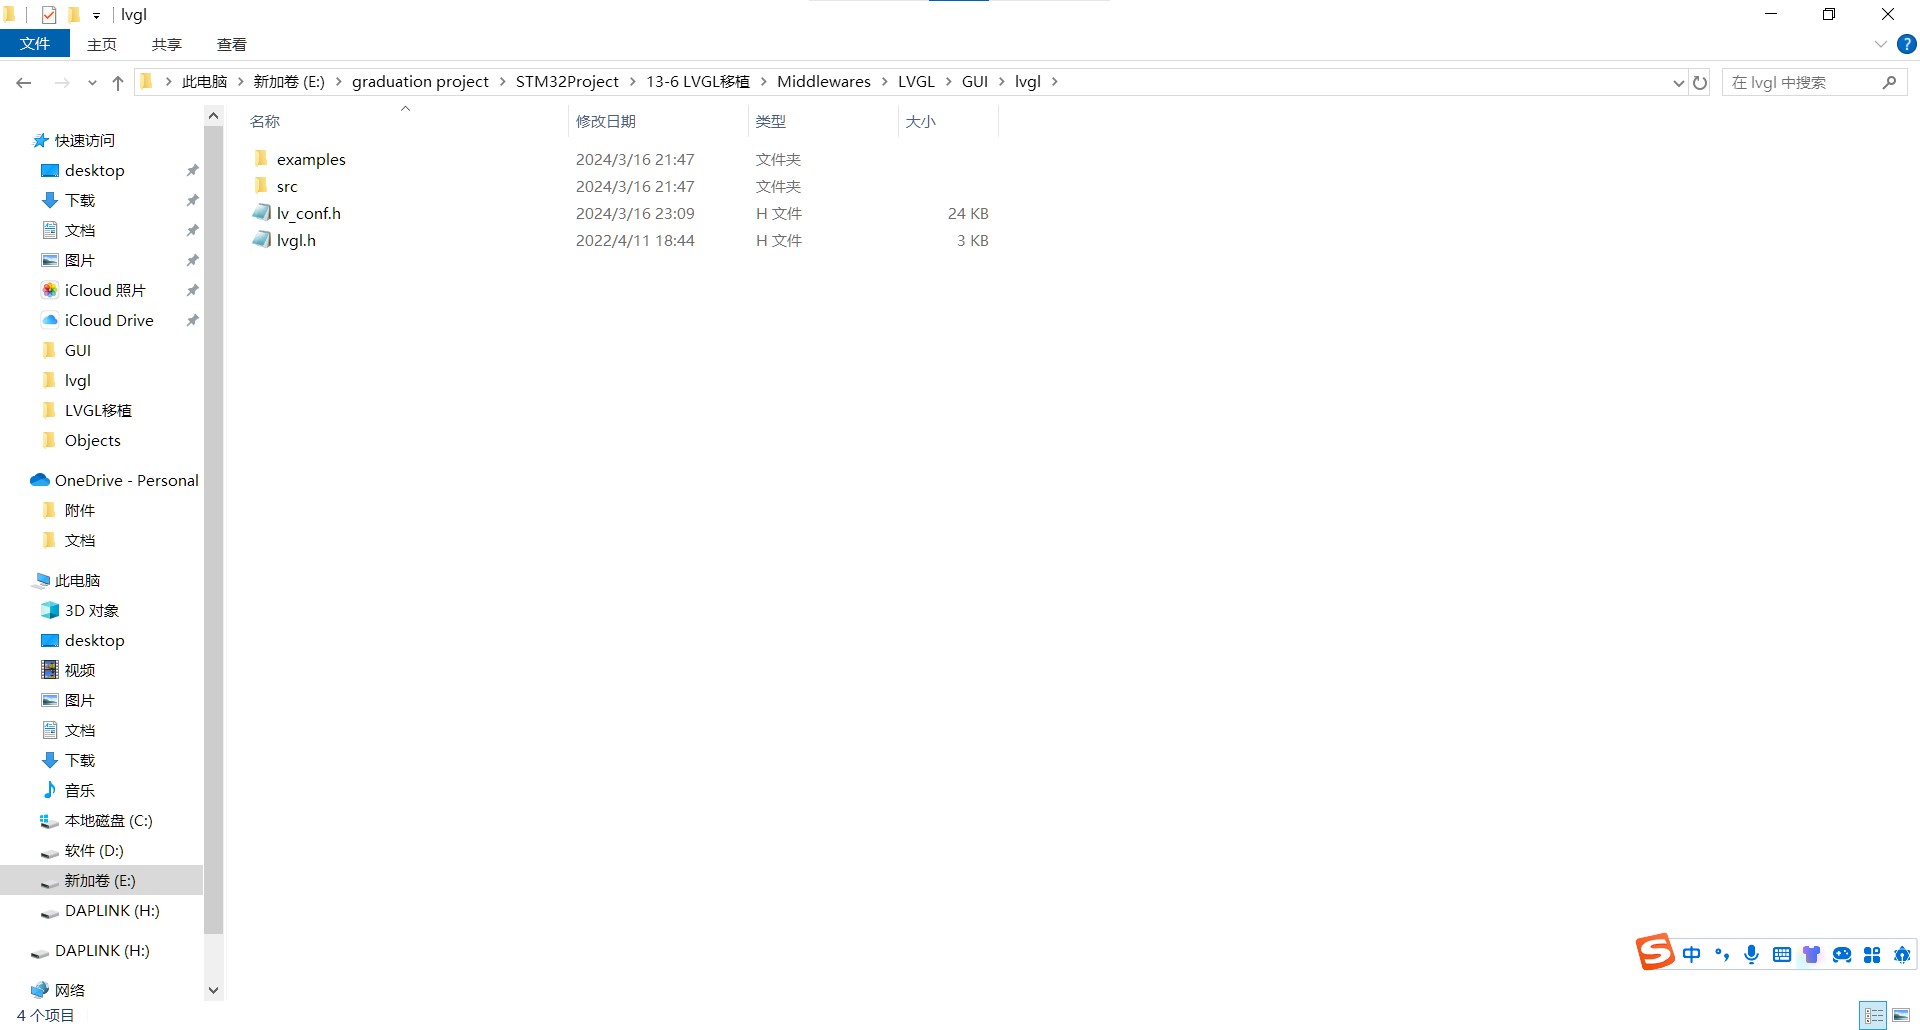 lvgl
文件 主页 共享 查看
此电脑 新加卷 (E:) graduation project STM32Project 13-6 LVGL移植 Middlewares LVGL GUI lvgl 在 lvgl 中搜索
名称 修改日期 类型 大小
examples 2024/3/16 21:47 文件夹
src 2024/3/16 21:47 文件夹
lv_conf.h 2024/3/16 23:09 H 文件 24 KB
lvgl.h 2022/4/11 18:44 H 文件 3 KB
快速访问
desktop
下载
文档
图片
iCloud 照片
iCloud Drive
GUI
lvgl
LVGL移植
Objects
OneDrive - Personal
附件
文档
此电脑
3D 对象
desktop
视频
图片
文档
下载
音乐
本地磁盘 (C:)
软件 (D:)
新加卷 (E:)
DAPLINK (H:)
DAPLINK (H:)
网络
S 中
4 个项目